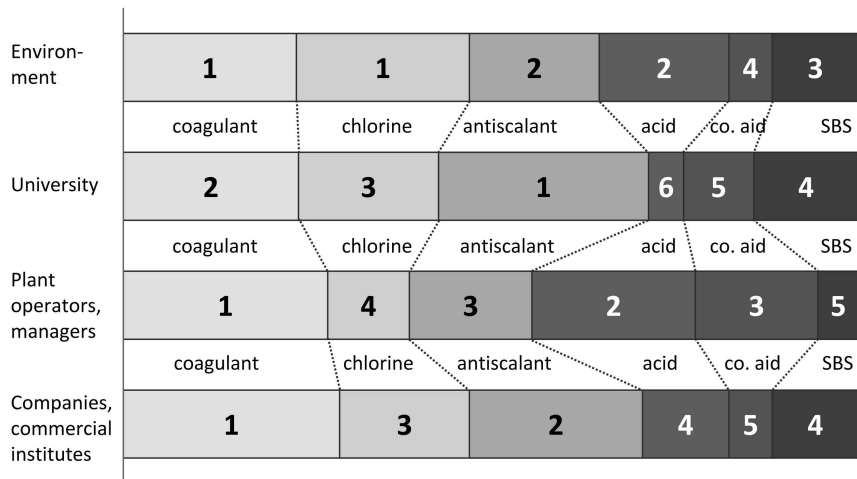 Environ-
ment
1 1 2 2 4 3
coagulant chlorine antiscalant acid co. aid SBS
University
2 3 1 6 5 4
coagulant chlorine antiscalant acid co. aid SBS
Plant
operators,
managers
1 4 3 2 3 5
coagulant chlorine antiscalant acid co. aid SBS
Companies,
commercial
institutes
1 3 2 4 5 4